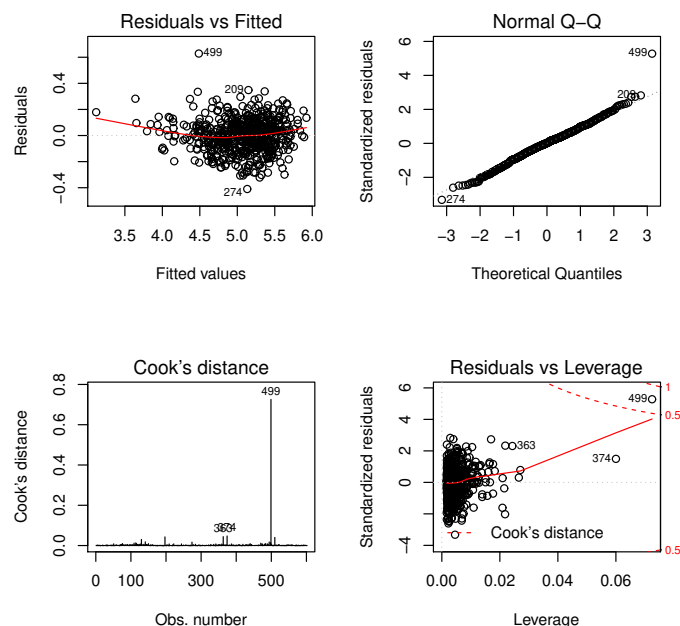 Residuals vs Fitted
Residuals
−0.4
0.0
0.4
499
209
274
3.5 4.0 4.5 5.0 5.5 6.0
Fitted values
Normal Q−Q
Standardized residuals
−2
0
2
4
6
499
209
274
−3 −2 −1 0 1 2 3
Theoretical Quantiles
Cook's distance
Cook's distance
0.0
0.2
0.4
0.6
0.8
499
363
374
0 100 300 500
Obs. number
Residuals vs Leverage
Standardized residuals
−4
−2
0
2
4
6
499
363
374
1
0.5
0.5
Cook's distance
0.00 0.02 0.04 0.06
Leverage